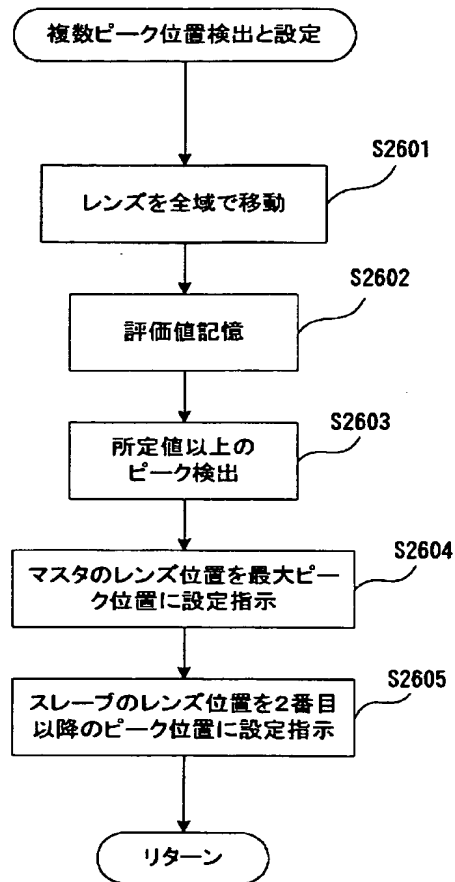 複数ピーク位置検出と設定
S2601
レンズを全域で移動
S2602
評価値記憶
S2603
所定値以上の
ピーク検出
S2604
マスタのレンズ位置を最大ピー
ク位置に設定指示
S2605
スレーブのレンズ位置を2番目
以降のピーク位置に設定指示
リターン